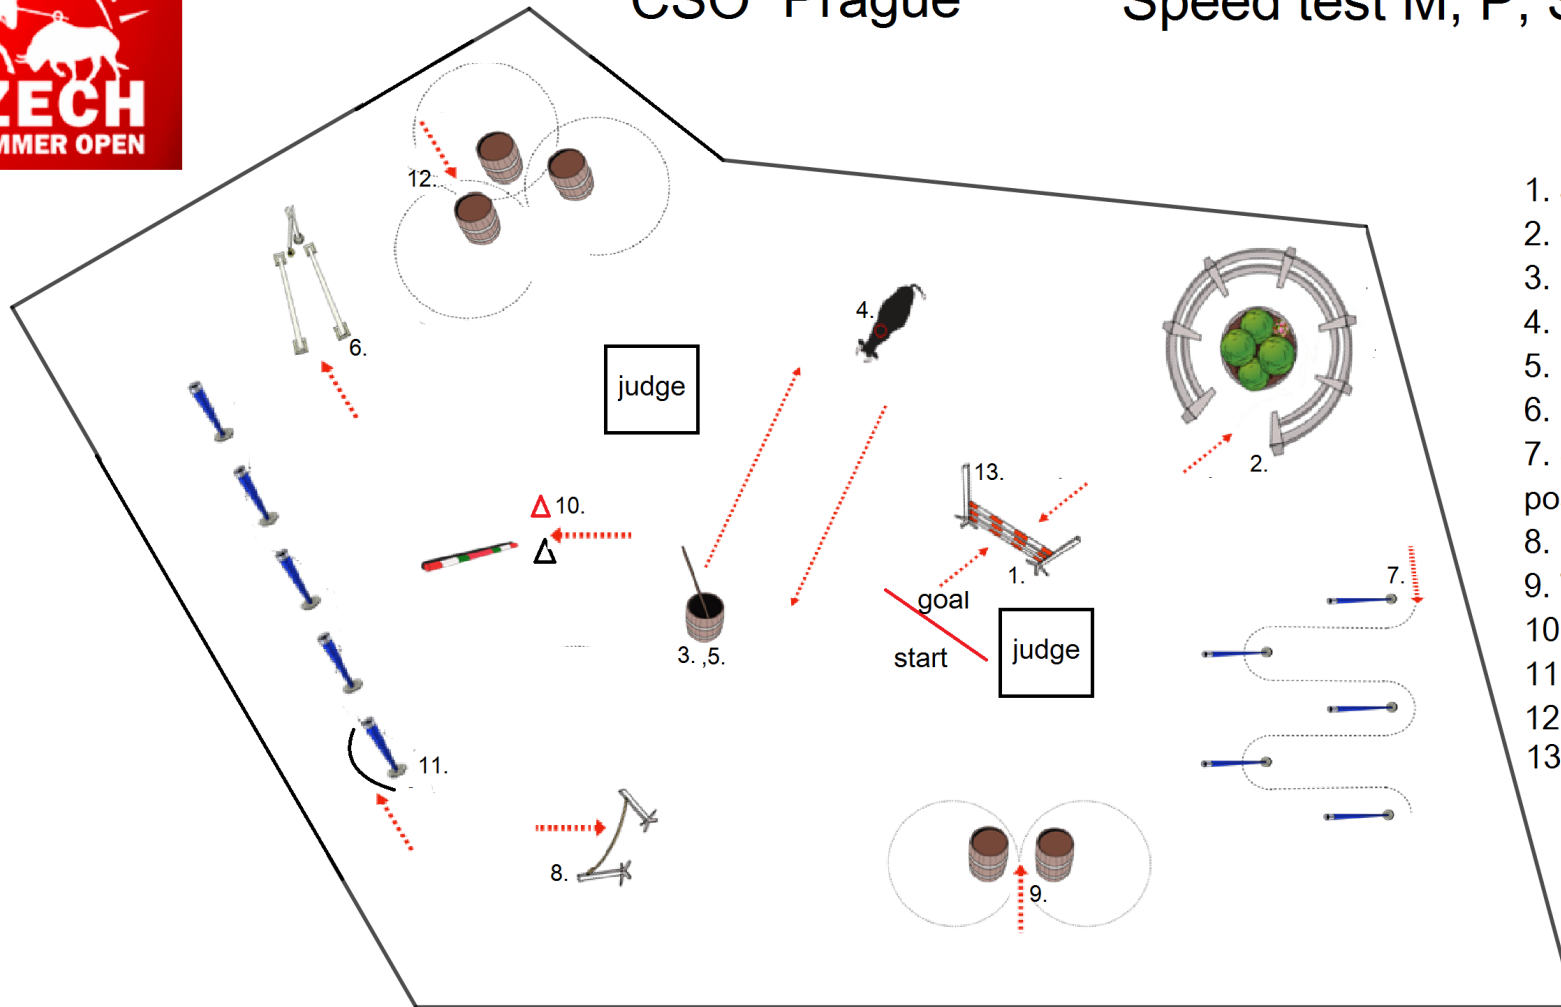 CSO Prague
Speed test M, P, S
ZECH
MMER OPEN
12.
6.
judge
4.
2.
13.
10.
1.
goal
start
judge
3. ,5.
7.
11.
8.
9.
1.
2.
3.
4.
5.
6.
7.
po
8.
9.
10
11
12
13